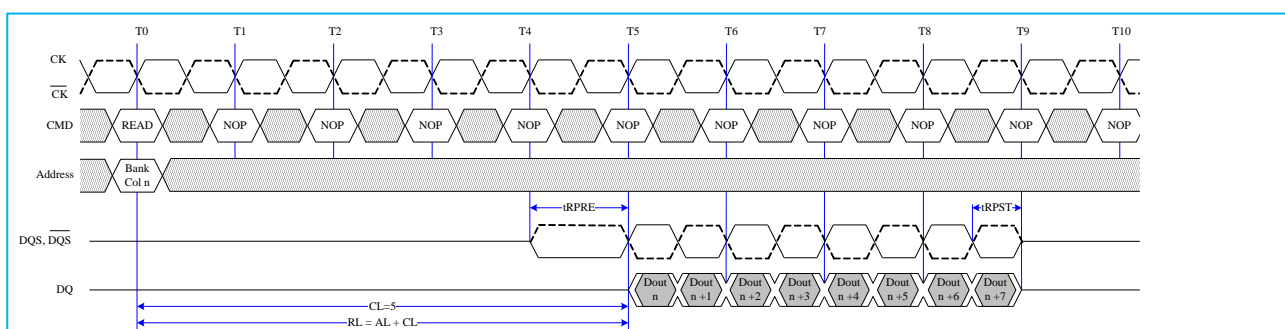 T0 T1 T2 T3 T4 T5 T6 T7 T8 T9 T10
CK
CK
CMD READ NOP NOP NOP NOP NOP NOP NOP NOP NOP NOP
Address Bank
Col n
tRPRE tRPST
DQS, DQS
DQ Dout Dout Dout Dout Dout Dout Dout Dout
n n +1 n +2 n +3 n +4 n +5 n +6 n +7
CL=5
RL = AL + CL